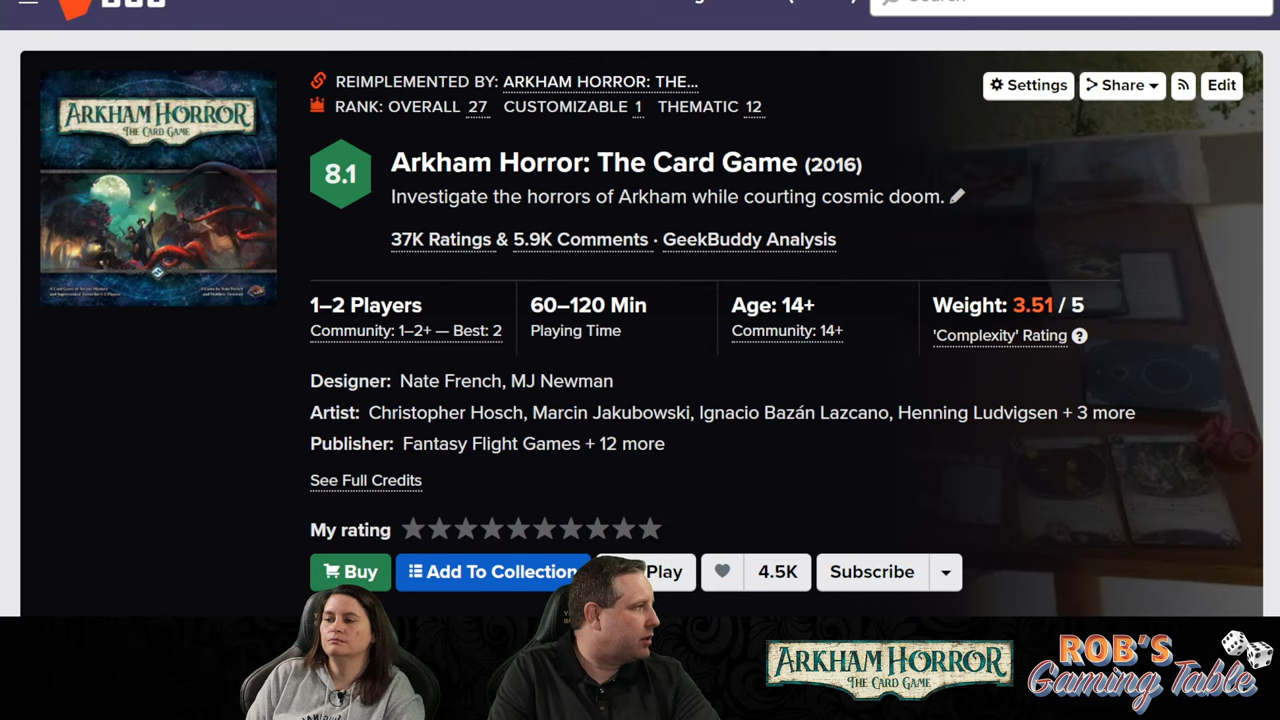 REIMPLEMENTED BY: ARKHAM HORROR: THE...
RANK: OVERALL 27 CUSTOMIZABLE 1 THEMATIC 12
Settings
Share
Edit
ARKHAM HORROR
THE CARD GAME
8.1
Arkham Horror: The Card Game (2016)
Investigate the horrors of Arkham while courting cosmic doom.
37K Ratings & 5.9K Comments · GeekBuddy Analysis
1–2 Players
Community: 1–2+ — Best: 2
60–120 Min
Playing Time
Age: 14+
Community: 14+
Weight: 3.51 / 5
'Complexity' Rating ?
Designer: Nate French, MJ Newman
Artist: Christopher Hosch, Marcin Jakubowski, Ignacio Bazán Lazcano, Henning Ludvigsen + 3 more
Publisher: Fantasy Flight Games + 12 more
See Full Credits
My rating
Buy
Add To Collection
Play
4.5K
Subscribe
ARKHAM HORROR
THE CARD GAME
ROB'S
Gaming Table